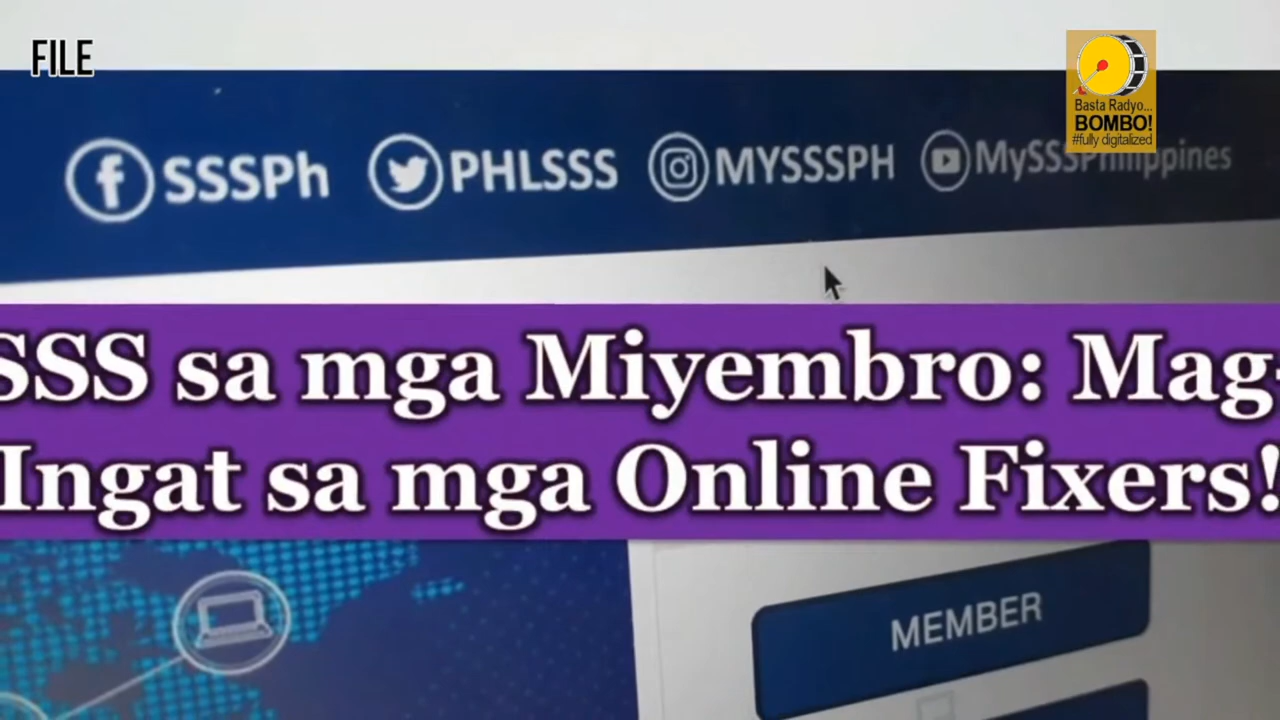 FILE
Basta Radyo...
BOMBO!
#fully digitalized
SSSPh
PHLSSS
MYSSSPH
MySSSPhilippines
SSS sa mga Miyembro: Mag-
Ingat sa mga Online Fixers!
MEMBER